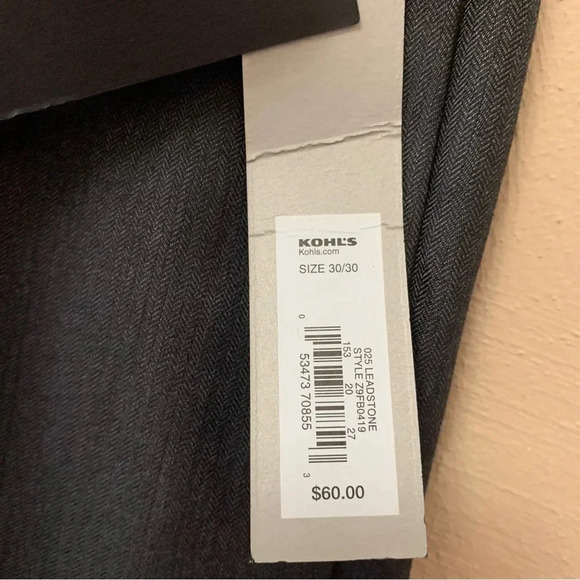 KOHL'S
Kohls.com
SIZE 30/30
025 LEADSTONE
STYLE Z9FB0419
153 20 27
0 53473 70855 3
$60.00